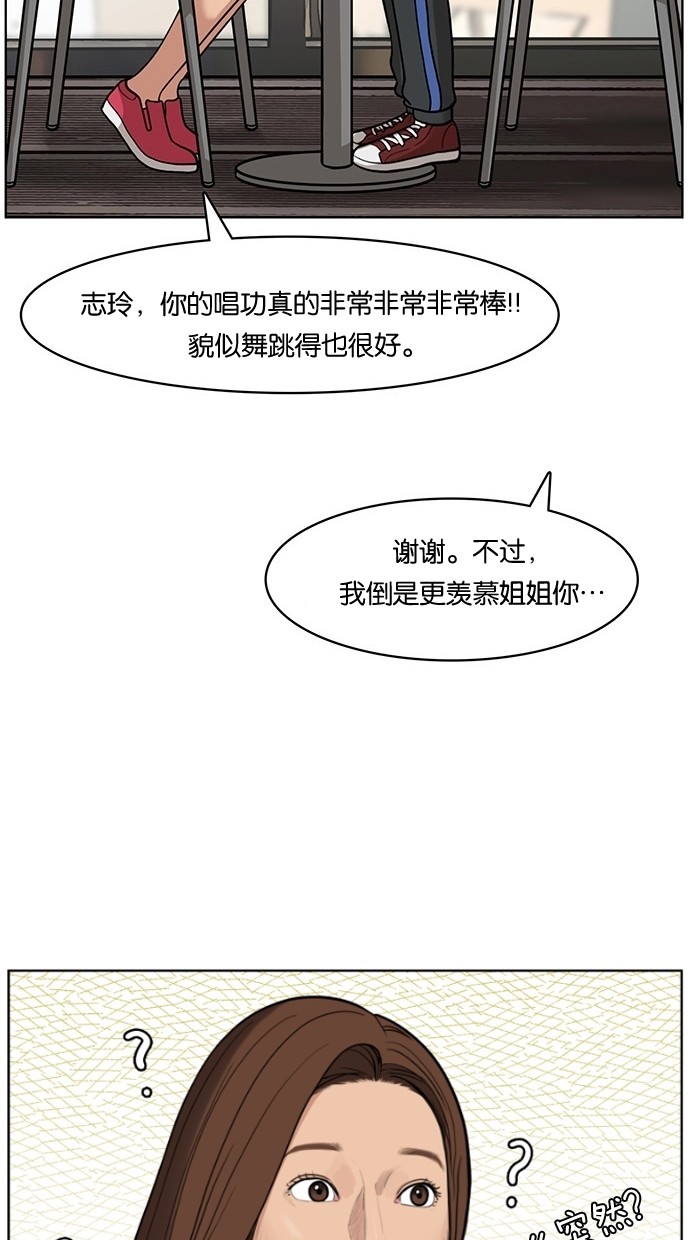 志玲，你的唱功真的非常非常非常棒!!
貌似舞跳得也很好。
谢谢。不过，
我倒是更羡慕姐姐你…
?
?
突然?